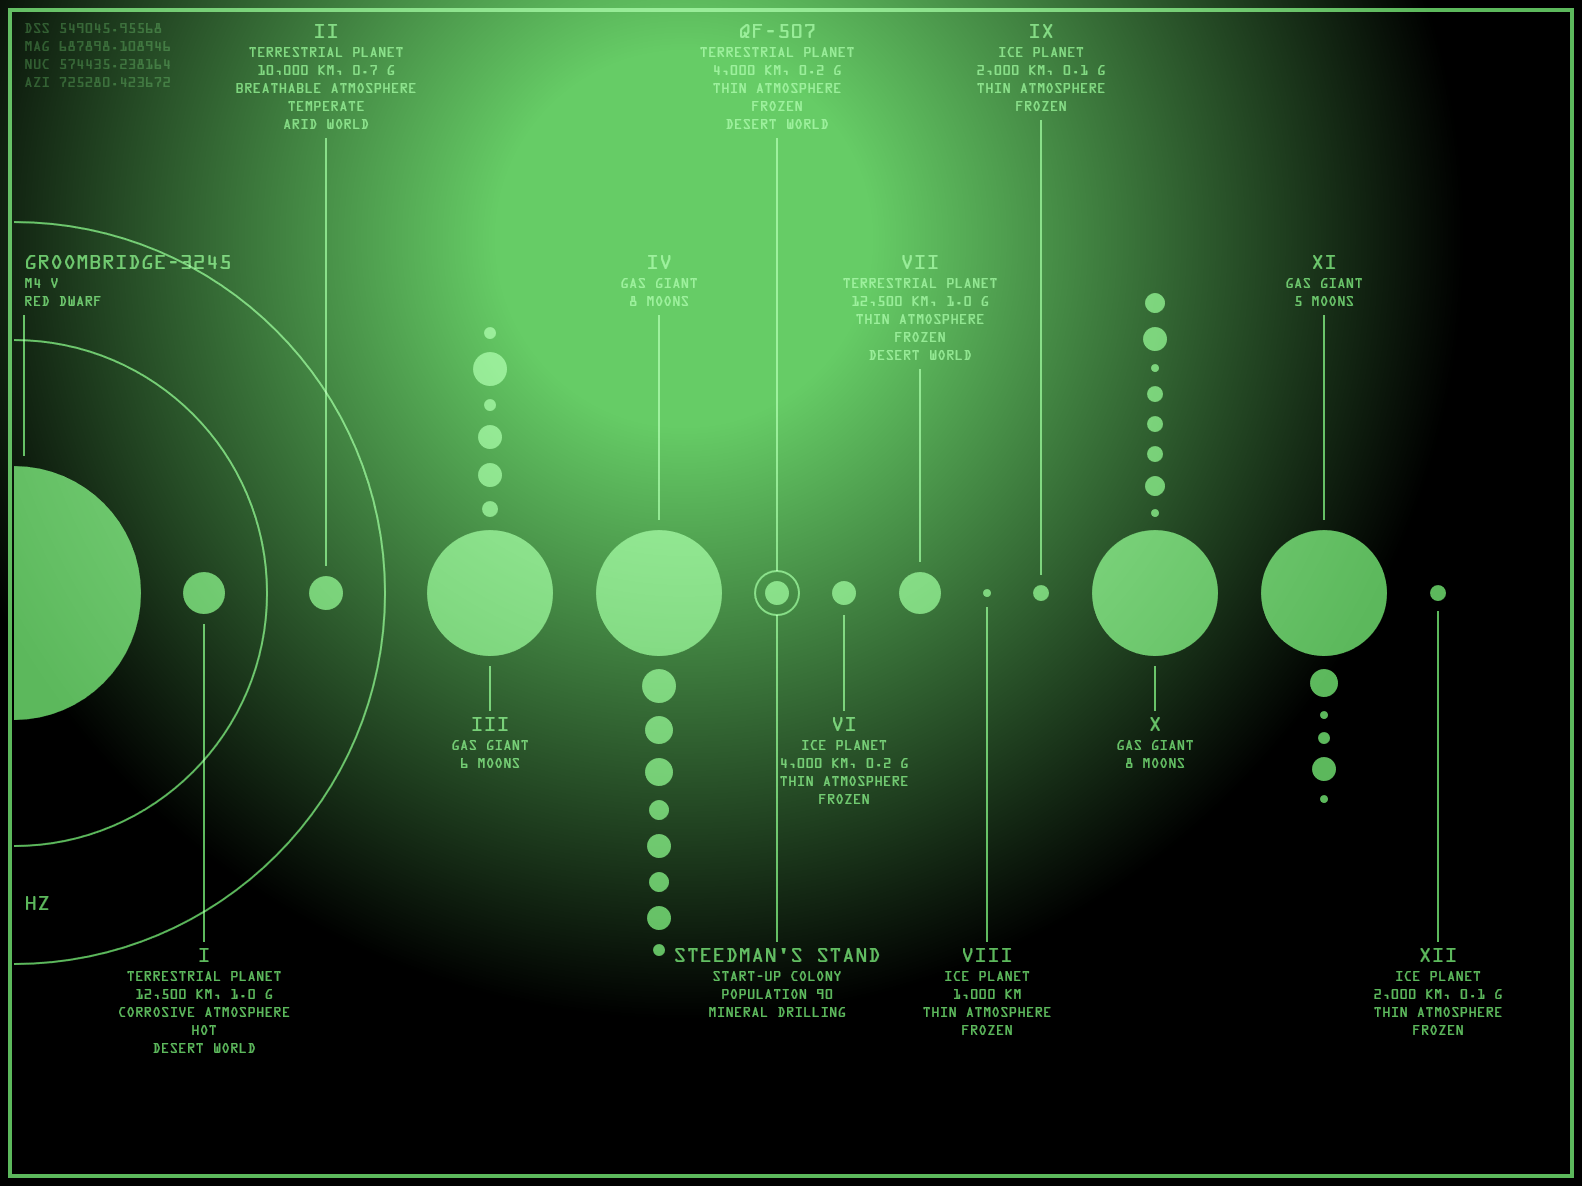 DSS 549045.95568
MAG 687898.108946
NUC 574435.238164
AZI 725280.423672
II
TERRESTRIAL PLANET
10,000 KM, 0.7 G
BREATHABLE ATMOSPHERE
TEMPERATE
ARID WORLD
QF-507
TERRESTRIAL PLANET
4,000 KM, 0.2 G
THIN ATMOSPHERE
FROZEN
DESERT WORLD
IX
ICE PLANET
2,000 KM, 0.1 G
THIN ATMOSPHERE
FROZEN
GROOMBRIDGE-3245
M4 V
RED DWARF
IV
GAS GIANT
8 MOONS
VII
TERRESTRIAL PLANET
12,500 KM, 1.0 G
THIN ATMOSPHERE
FROZEN
DESERT WORLD
XI
GAS GIANT
5 MOONS
III
GAS GIANT
6 MOONS
VI
ICE PLANET
4,000 KM, 0.2 G
THIN ATMOSPHERE
FROZEN
X
GAS GIANT
8 MOONS
HZ
I
TERRESTRIAL PLANET
12,500 KM, 1.0 G
CORROSIVE ATMOSPHERE
HOT
DESERT WORLD
STEEDMAN'S STAND
START-UP COLONY
POPULATION 90
MINERAL DRILLING
VIII
ICE PLANET
1,000 KM
THIN ATMOSPHERE
FROZEN
XII
ICE PLANET
2,000 KM, 0.1 G
THIN ATMOSPHERE
FROZEN